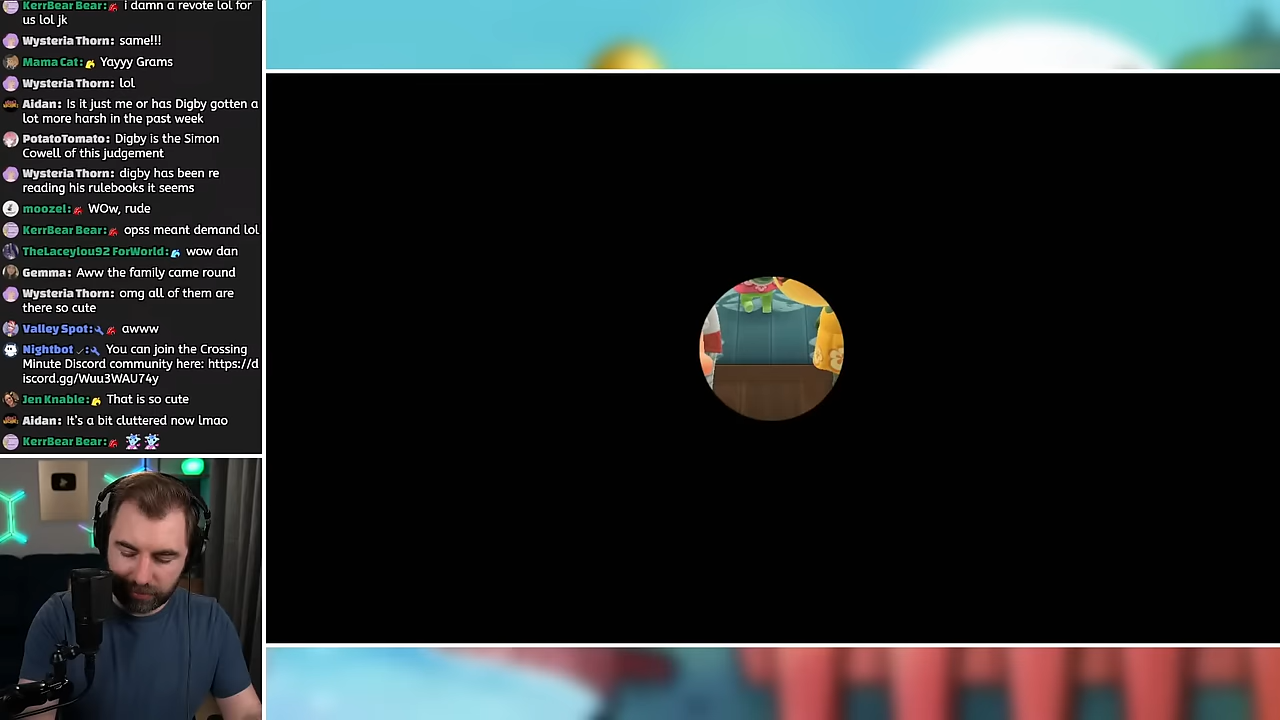 KerrBear Bear: i damn a revote lol for
us lol jk
Wysteria Thorn: same!!!
Mama Cat: Yayyy Grams
Wysteria Thorn: lol
Aidan: Is it just me or has Digby gotten a
lot more harsh in the past week
PotatoTomato: Digby is the Simon
Cowell of this judgement
Wysteria Thorn: digby has been re
reading his rulebooks it seems
moozel: WOw, rude
KerrBear Bear: opss meant demand lol
TheLaceylou92 ForWorld: wow dan
Gemma: Aww the family came round
Wysteria Thorn: omg all of them are
there so cute
Valley Spot: awww
Nightbot: You can join the Crossing
Minute Discord community here: https://d
iscord.gg/Wuu3WAU74y
Jen Knable: That is so cute
Aidan: It's a bit cluttered now lmao
KerrBear Bear: